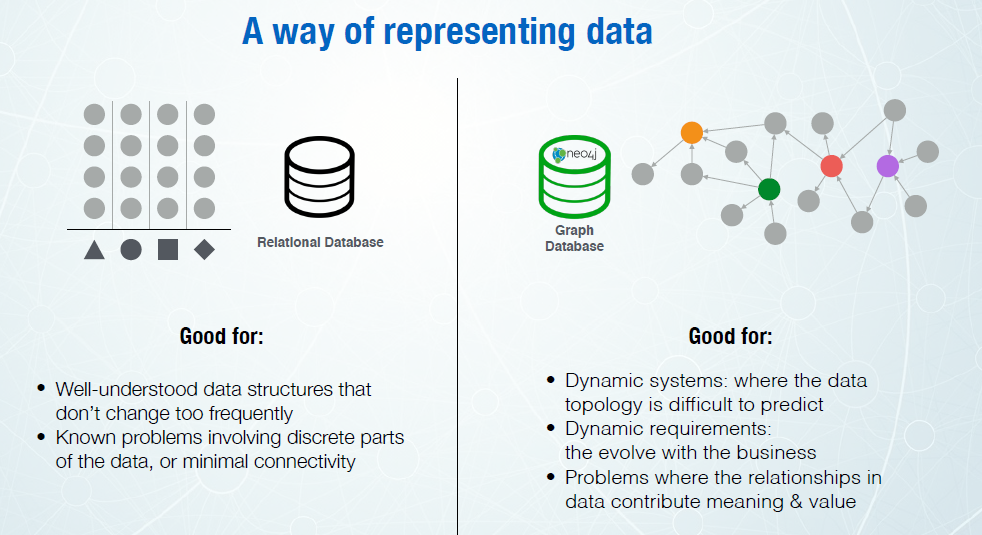 A way of representing data
Relational Database
neo4j
Graph
Database
Good for:
• Well-understood data structures that
don’t change too frequently
• Known problems involving discrete parts
of the data, or minimal connectivity
Good for:
• Dynamic systems: where the data
topology is difficult to predict
• Dynamic requirements:
the evolve with the business
• Problems where the relationships in
data contribute meaning & value